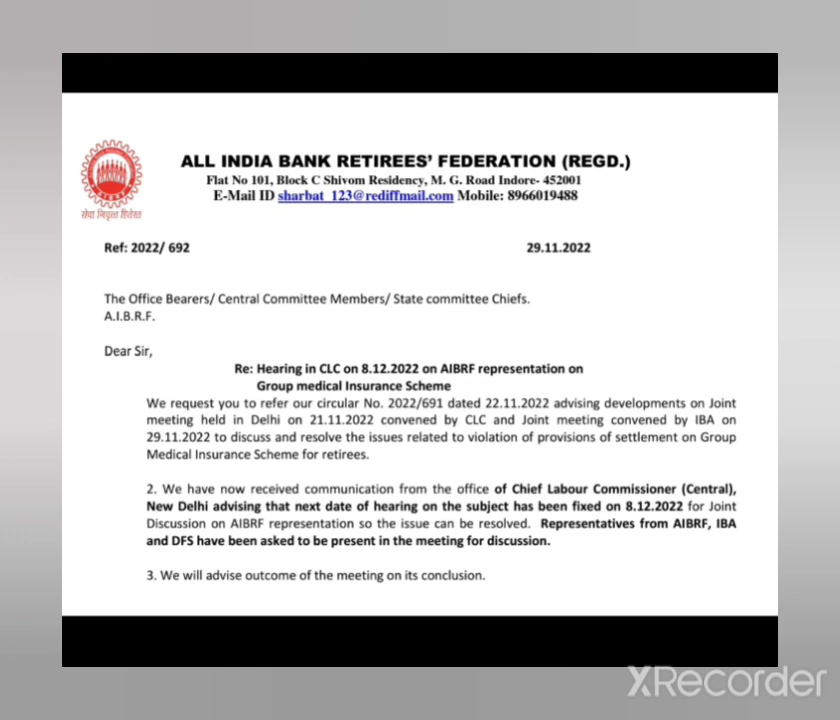 ALL INDIA BANK RETIREES’ FEDERATION (REGD.)
Flat No 101, Block C Shivom Residency, M. G. Road Indore- 452001
E-Mail ID sharbat_123@rediffmail.com Mobile: 8966019488
सेवा निवृत्त हितेरत
Ref: 2022/ 692 29.11.2022
The Office Bearers/ Central Committee Members/ State committee Chiefs.
A.I.B.R.F.
Dear Sir,
Re: Hearing in CLC on 8.12.2022 on AIBRF representation on
Group medical Insurance Scheme
We request you to refer our circular No. 2022/691 dated 22.11.2022 advising developments on Joint
meeting held in Delhi on 21.11.2022 convened by CLC and Joint meeting convened by IBA on
29.11.2022 to discuss and resolve the issues related to violation of provisions of settlement on Group
Medical Insurance Scheme for retirees.
2. We have now received communication from the office of Chief Labour Commissioner (Central),
New Delhi advising that next date of hearing on the subject has been fixed on 8.12.2022 for Joint
Discussion on AIBRF representation so the issue can be resolved. Representatives from AIBRF, IBA
and DFS have been asked to be present in the meeting for discussion.
3. We will advise outcome of the meeting on its conclusion.
XRecorder